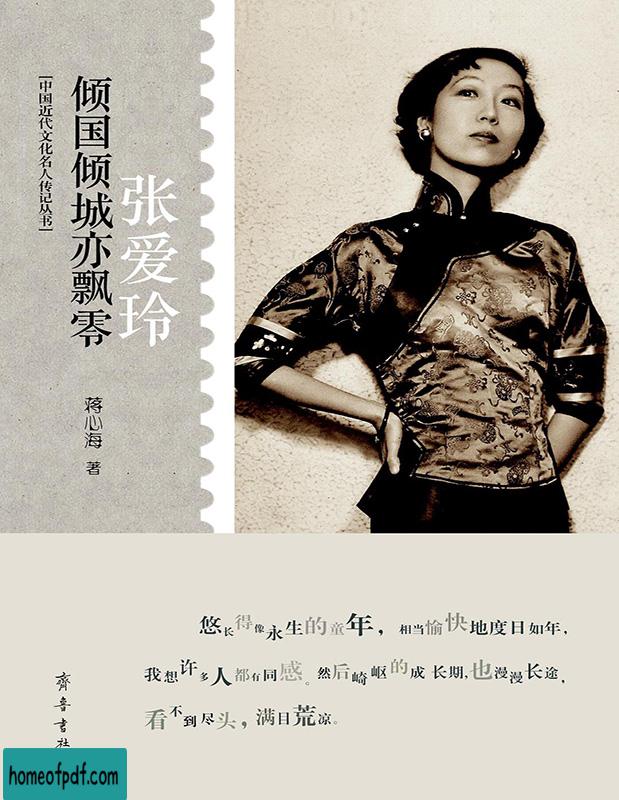 [中国近代文化名人传记丛书]
倾国倾城亦飘零
张爱玲
蒋心海 著
悠长得像永生的童年，相当愉快地度日如年，
我想许多人都有同感。然后崎岖的成长期,也漫漫长途，
看不到尽头，满目荒凉。
齊鲁書社
homeofpdf.com